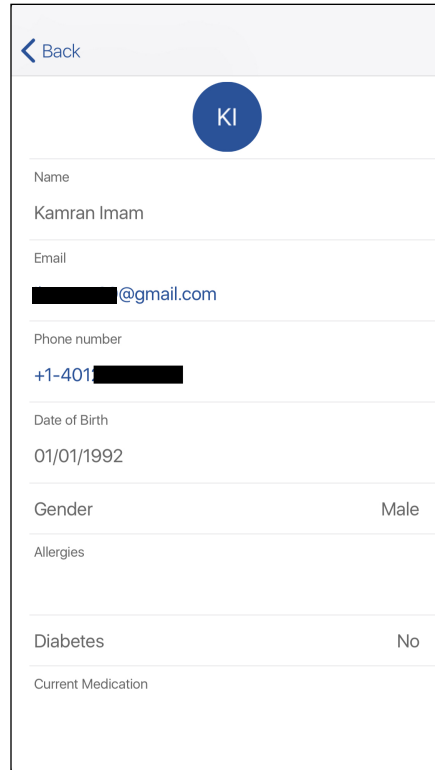 Back
KI
Name
Kamran Imam
Email
@gmail.com
Phone number
+1-401
Date of Birth
01/01/1992
Gender Male
Allergies
Diabetes No
Current Medication